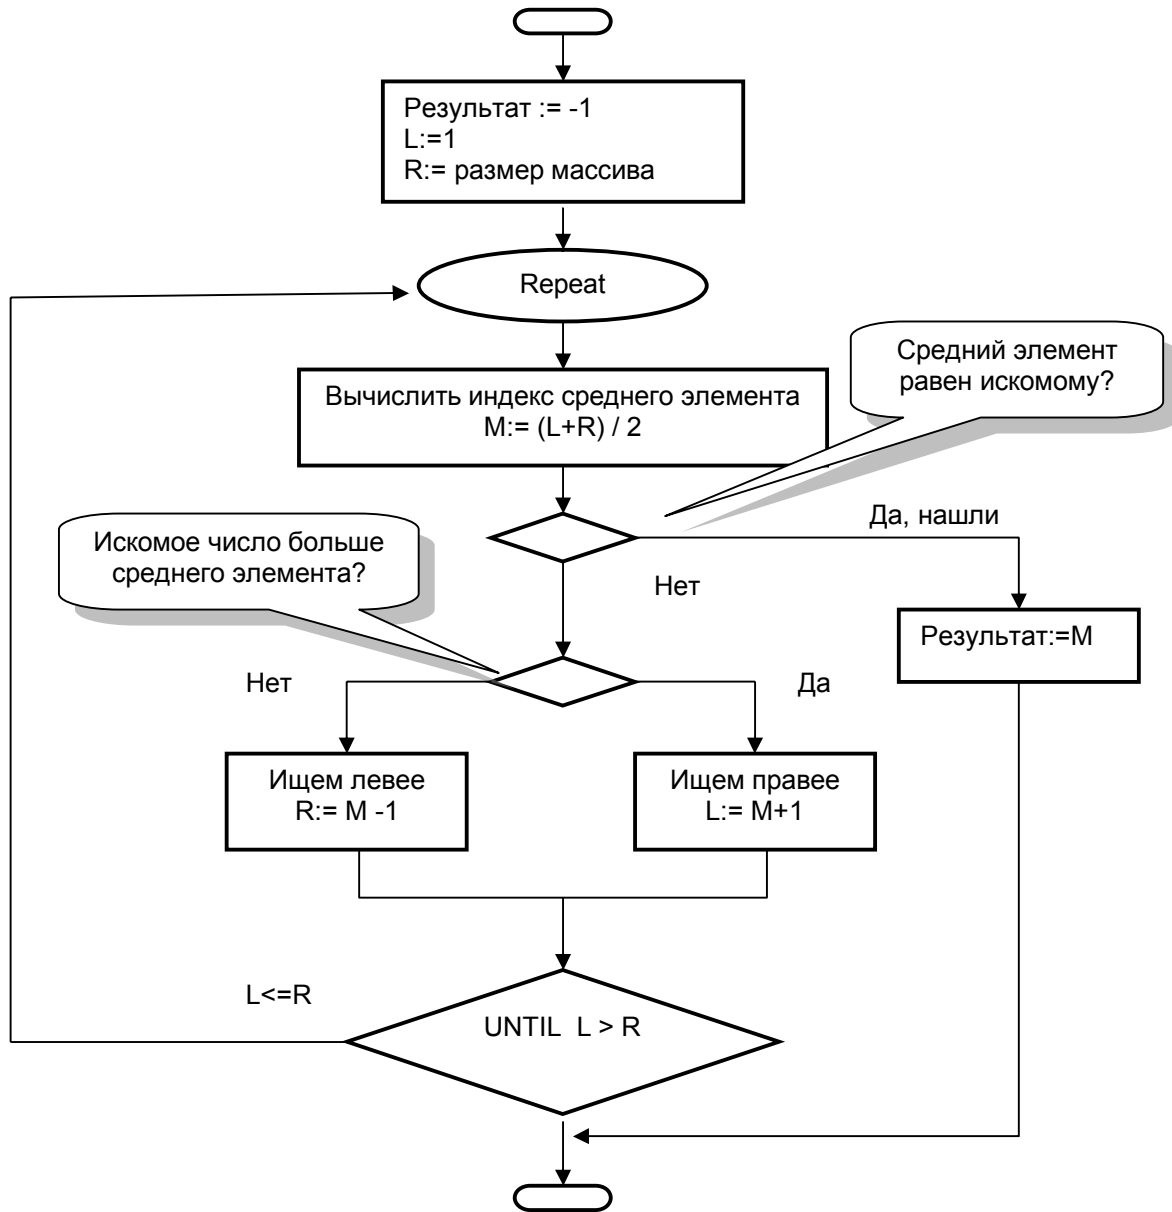 Результат := -1
L:=1
R:= размер массива
Repeat
Средний элемент
равен искомому?
Вычислить индекс среднего элемента
M:= (L+R) / 2
Да, нашли
Искомое число больше
среднего элемента?
Нет
Результат:=M
Нет
Да
Ищем левее
R:= M -1
Ищем правее
L:= M+1
L<=R
UNTIL L > R